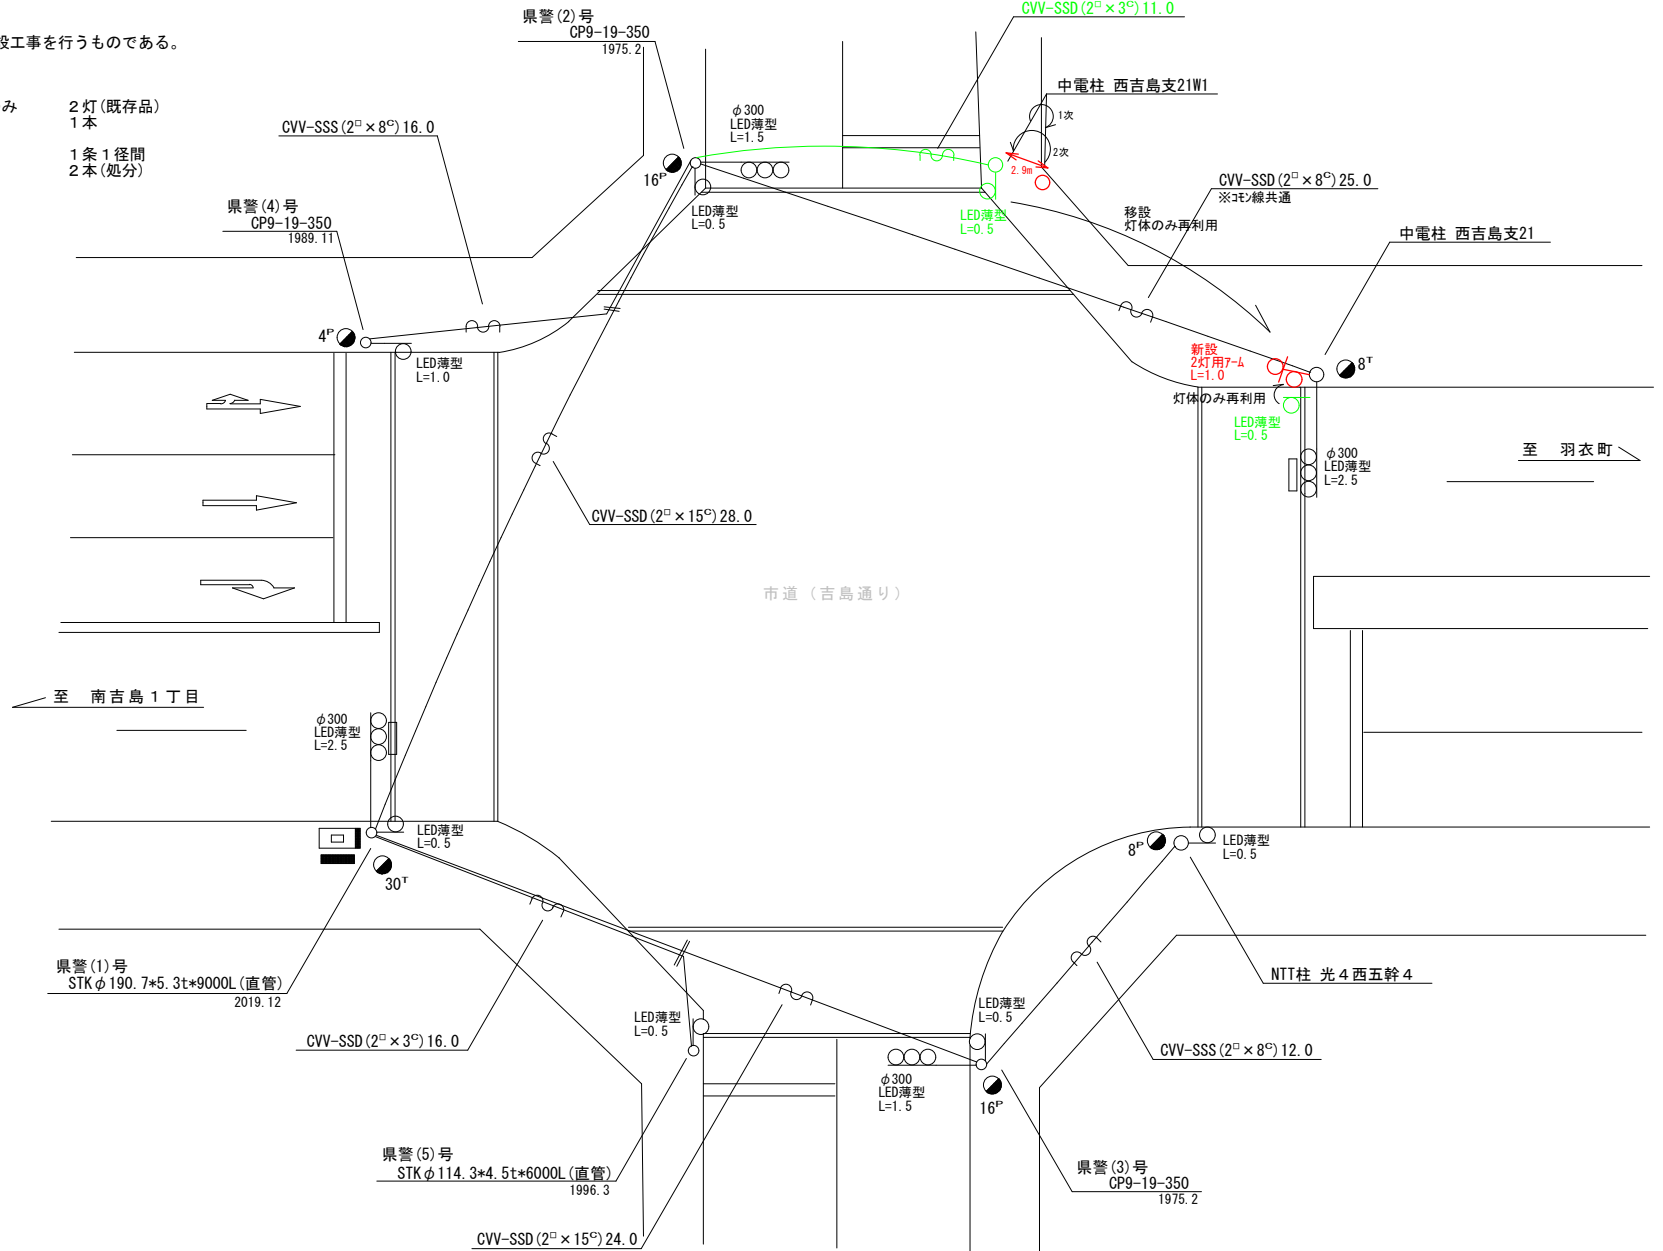 設工事を行うものである。
み　2灯(既存品)
1本
1条1径間
2本(処分)
県警(2)号
CP9-19-350
1975.2
CVV-SSD(2□×3C)11.0
中電柱 西吉島支21W1
1次
2次
2.9m
φ300
LED薄型
L=1.5
16P
LED薄型
L=0.5
LED薄型
L=0.5
CVV-SSS(2□×8C)16.0
県警(4)号
CP9-19-350
1989.11
4P
LED薄型
L=1.0
移設
灯体のみ再利用
CVV-SSD(2□×8C)25.0
※コモン線共通
中電柱 西吉島支21
新設
2灯用アーム
L=1.0
8T
灯体のみ再利用
LED薄型
L=0.5
φ300
LED薄型
L=2.5
至　羽衣町
CVV-SSD(2□×15C)28.0
市道（吉島通り）
至　南吉島1丁目
φ300
LED薄型
L=2.5
LED薄型
L=0.5
30T
県警(1)号
STKφ190.7*5.3t*9000L(直管)
2019.12
CVV-SSD(2□×3C)16.0
8P
LED薄型
L=0.5
NTT柱 光4西五幹4
CVV-SSS(2□×8C)12.0
LED薄型
L=0.5
LED薄型
L=0.5
φ300
LED薄型
L=1.5
16P
県警(5)号
STKφ114.3*4.5t*6000L(直管)
1996.3
県警(3)号
CP9-19-350
1975.2
CVV-SSD(2□×15C)24.0